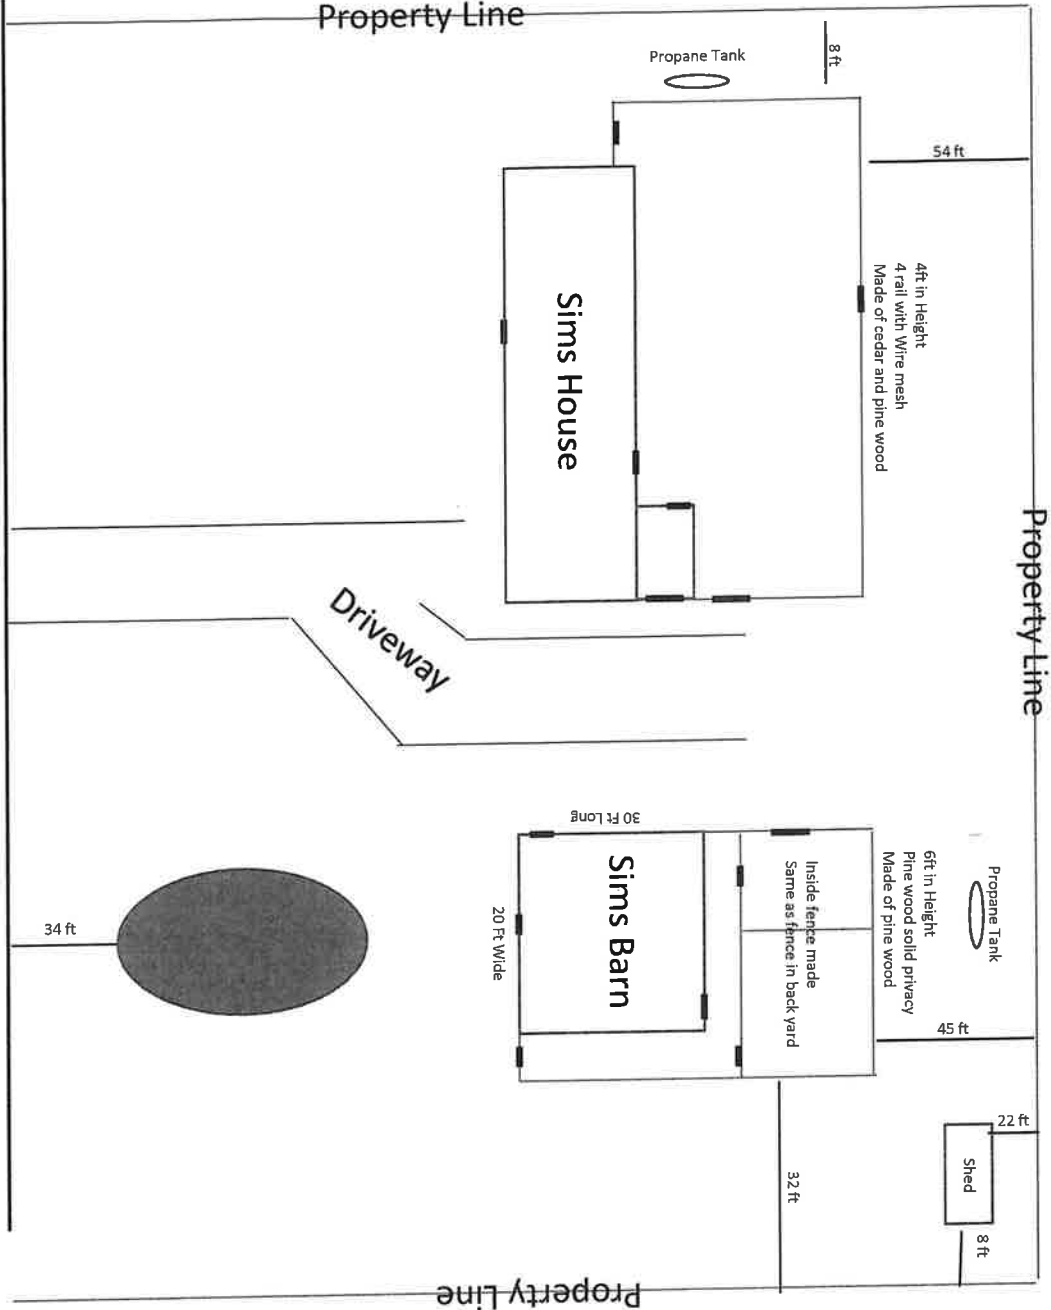 Property Line
Propane Tank
8 ft
54 ft
4ft in Height
4 rail with Wire mesh
Made of cedar and pine wood
Sims House
Property Line
Driveway
30 Ft Long
Sims Barn
20 Ft Wide
Inside fence made
Same as fence in back yard
6ft in Height
Pine wood solid privacy
Made of pine wood
Propane Tank
34 ft
45 ft
22 ft
Shed
32 ft
8 ft
Property Line